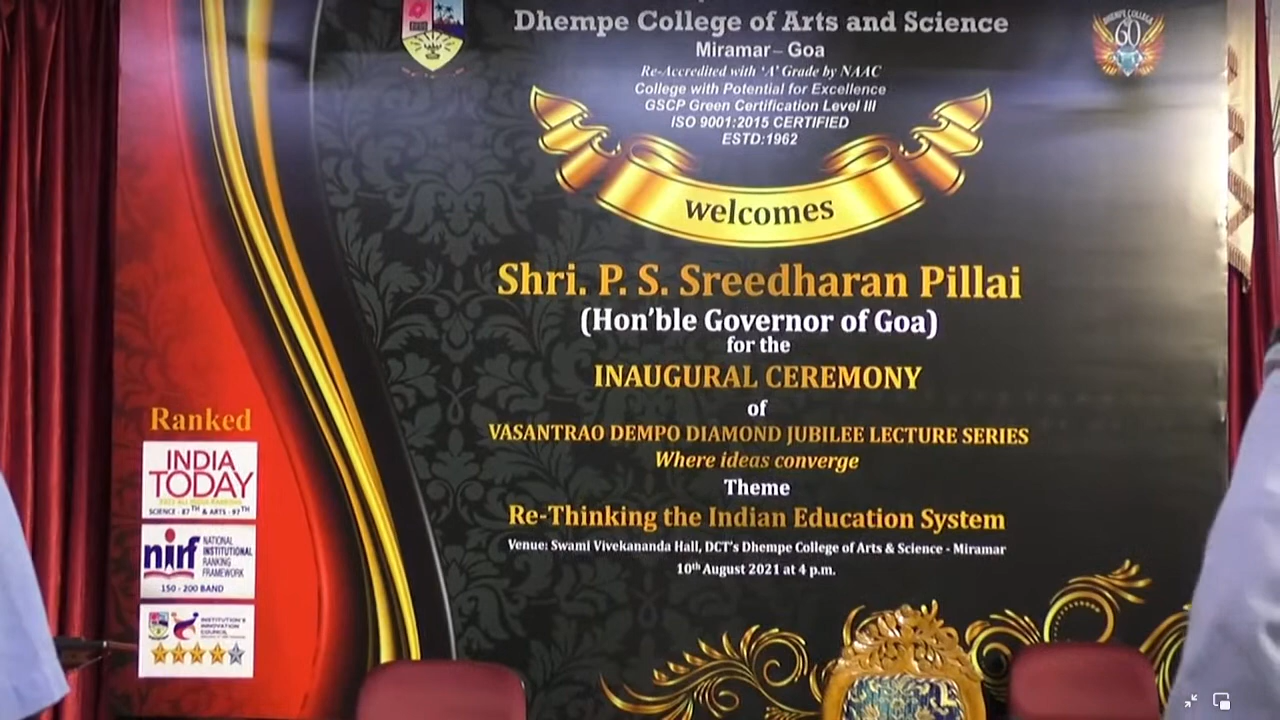 Dhempe College of Arts and Science
Miramar – Goa
Re-Accredited with 'A' Grade by NAAC
College with Potential for Excellence
GSCP Green Certification Level III
ISO 9001:2015 CERTIFIED
ESTD:1962
DHEMPE COLLEGE
60
welcomes
Shri. P. S. Sreedharan Pillai
(Hon'ble Governor of Goa)
for the
INAUGURAL CEREMONY
of
VASANTRAO DEMPO DIAMOND JUBILEE LECTURE SERIES
Where ideas converge
Theme
Re-Thinking the Indian Education System
Venue: Swami Vivekananda Hall, DCT's Dhempe College of Arts & Science - Miramar
10th August 2021 at 4 p.m.
Ranked
INDIA
TODAY
SCIENCE - 87TH & ARTS - 97TH
nirf
NATIONAL
INSTITUTIONAL
RANKING
FRAMEWORK
150 - 200 BAND
INSTITUTION'S
INNOVATION
COUNCIL